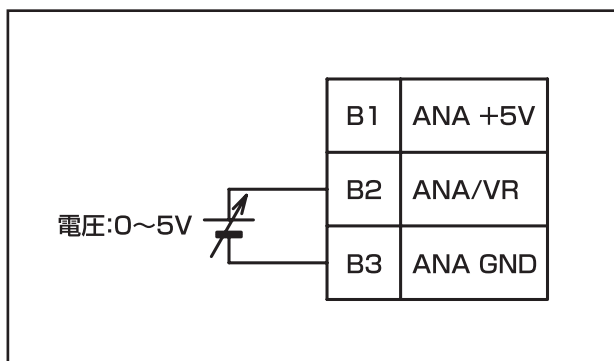 B1 ANA +5V
B2 ANA/VR
電圧:0〜5V
B3 ANA GND